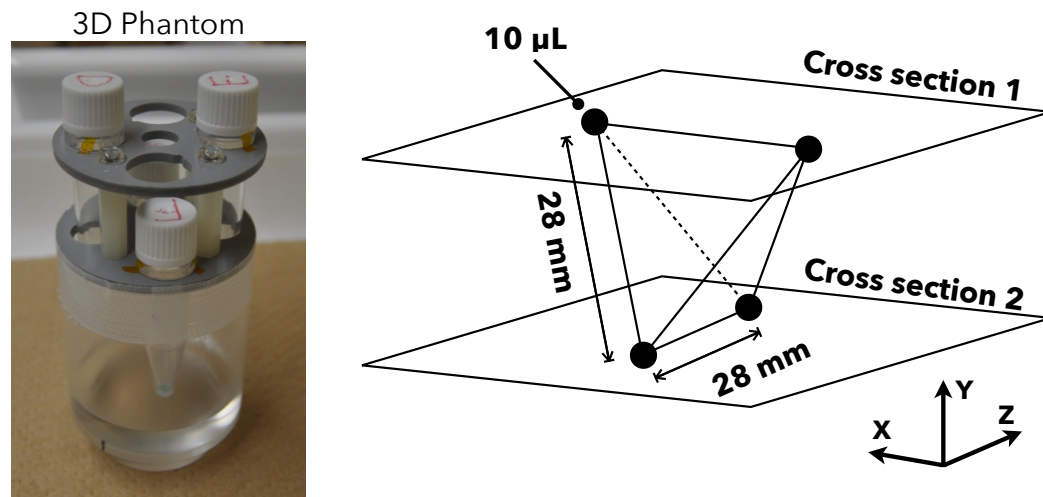 3D Phantom
D
E
F
10 µL
Cross section 1
28 mm
Cross section 2
28 mm
Y
Z
X